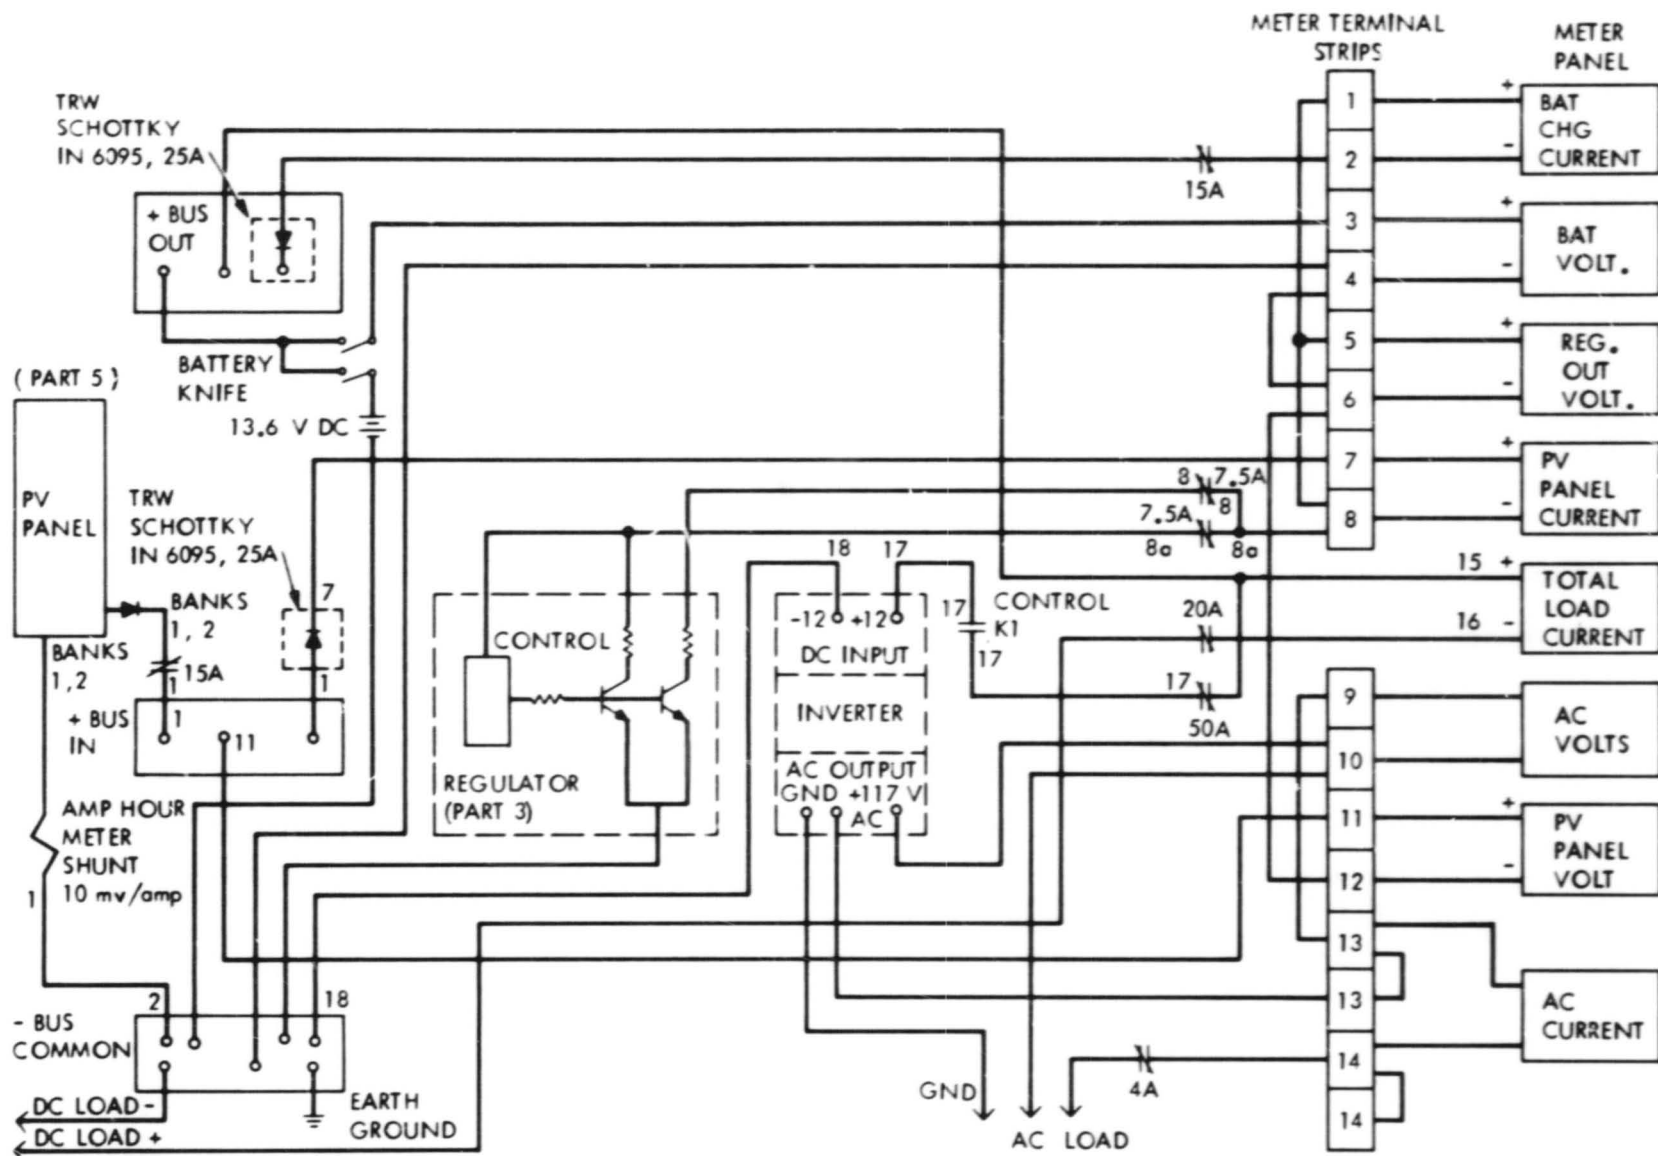 METER TERMINAL
STRIPS
METER
PANEL
TRW
SCHOTTKY
IN 6095, 25A
+ BUS
OUT
BATTERY
KNIFE
13.6 V DC
(PART 5)
PV
PANEL
TRW
SCHOTTKY
IN 6095, 25A
BANKS
1, 2
BANKS
1,2
15A
7
1
1
+ BUS
IN
1
11
AMP HOUR
METER
SHUNT
10 mv/amp
1
2
18
- BUS
COMMON
DC LOAD -
DC LOAD +
EARTH
GROUND
CONTROL
REGULATOR
(PART 3)
18
17
-12
+12
DC INPUT
INVERTER
AC OUTPUT
GND +117 V
AC
17
CONTROL
K1
17
15A
8
7.5A
8
7.5A
8a
8a
20A
17
50A
15
+
16
-
GND
AC LOAD
4A
1
2
3
4
5
6
7
8
9
10
11
12
13
13
14
14
+
BAT
CHG
CURRENT
-
+
BAT
VOLT.
-
+
REG.
OUT
VOLT.
-
+
PV
PANEL
CURRENT
-
TOTAL
LOAD
CURRENT
AC
VOLTS
+
PV
PANEL
VOLT
-
AC
CURRENT